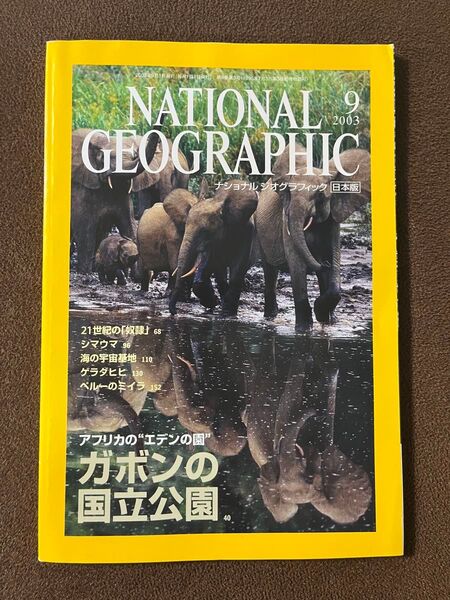 NATIONAL
GEOGRAPHIC
9
2003
ナショナル ジオグラフィック 日本版
21世紀の「奴隷」 68
シマウマ 96
海の宇宙基地 110
ゲラダヒヒ 130
ペルーのミイラ 152
アフリカの“エデンの園”
ガボンの
国立公園 40